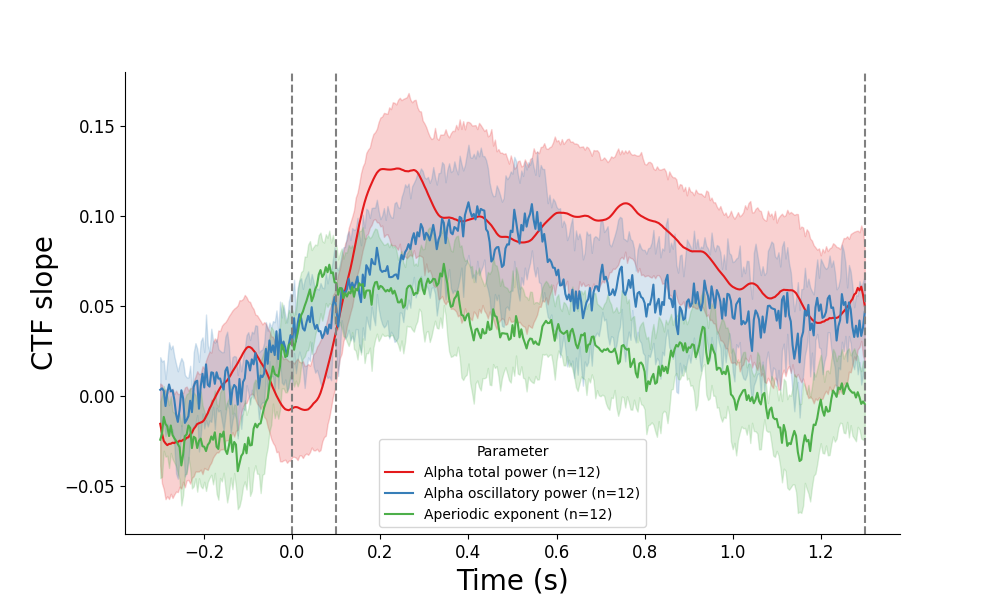 CTF slope
0.15
0.10
0.05
0.00
−0.05
Parameter
Alpha total power (n=12)
Alpha oscillatory power (n=12)
Aperiodic exponent (n=12)
−0.2
0.0
0.2
0.4
0.6
0.8
1.0
1.2
Time (s)